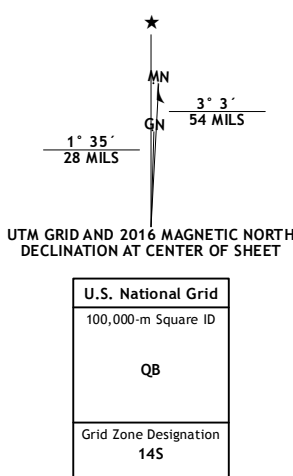 ★
MN
3° 3´
54 MILS
GN
1° 35´
28 MILS
UTM GRID AND 2016 MAGNETIC NORTH
DECLINATION AT CENTER OF SHEET
U.S. National Grid
100,000-m Square ID
QB
Grid Zone Designation
14S